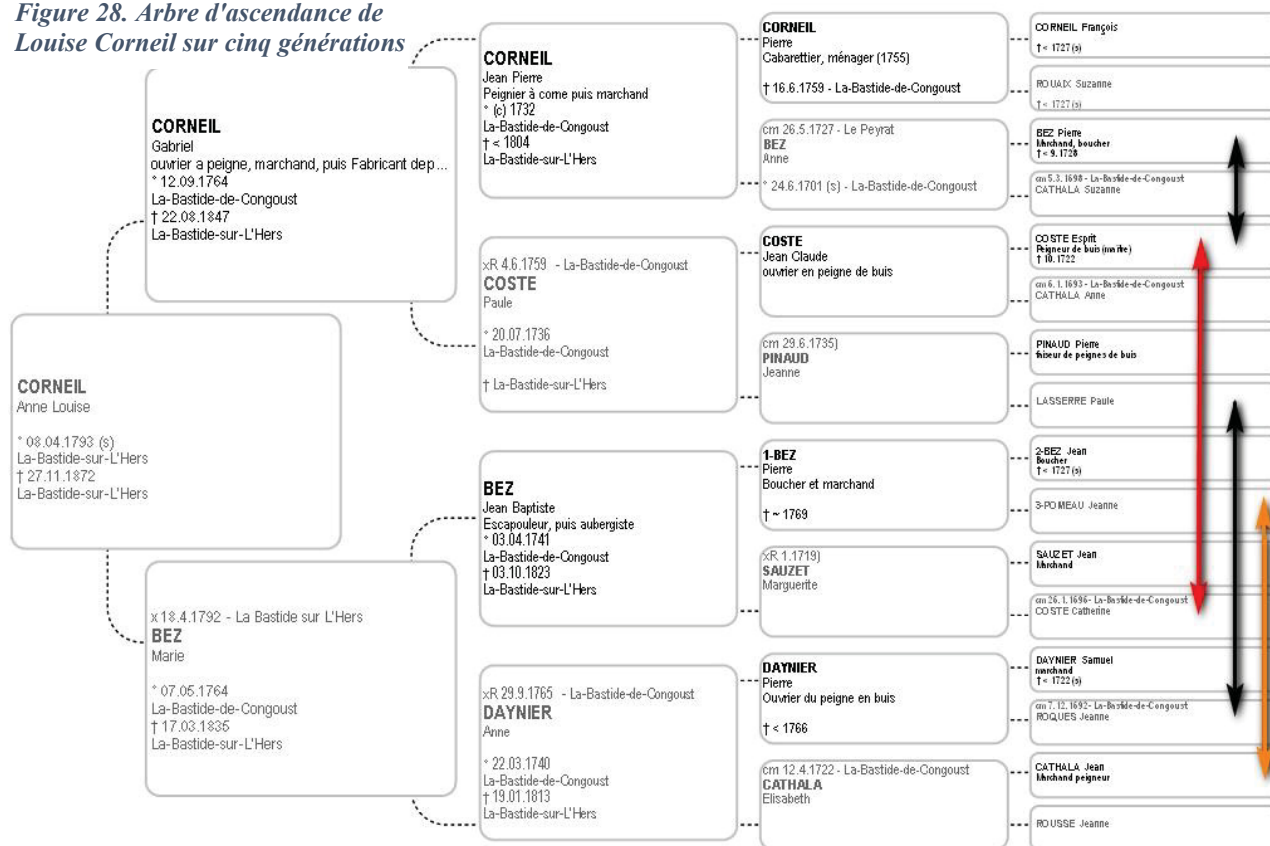 Figure 28. Arbre d'ascendance de
Louise Corneil sur cinq générations
CORNEIL
Anne Louise
° 08.04.1793 (s)
La-Bastide-sur-L'Hers
† 27.11.1872
La-Bastide-sur-L'Hers
CORNEIL
Gabriel
ouvrier a peigne, marchand, puis Fabricant dep...
° 12.09.1764
La-Bastide-de-Congoust
† 22.08.1847
La-Bastide-sur-L'Hers
x 18.4.1792 - La Bastide sur L'Hers
BEZ
Marie
° 07.05.1764
La-Bastide-de-Congoust
† 17.03.1835
La-Bastide-sur-L'Hers
CORNEIL
Jean Pierre
Peignier à corne puis marchand
° (c) 1732
La-Bastide-de-Congoust
† < 1804
La-Bastide-sur-L'Hers
xR 4.6.1759 - La-Bastide-de-Congoust
COSTE
Paule
° 20.07.1736
La-Bastide-de-Congoust
† La-Bastide-sur-L'Hers
BEZ
Jean Baptiste
Escapouleur, puis aubergiste
° 03.04.1741
La-Bastide-de-Congoust
† 03.10.1823
La-Bastide-sur-L'Hers
xR 29.9.1765 - La-Bastide-de-Congoust
DAYNIER
Anne
° 22.03.1740
La-Bastide-de-Congoust
† 19.01.1813
La-Bastide-sur-L'Hers
CORNEIL
Pierre
Cabarettier, ménager (1755)
† 16.6.1759 - La-Bastide-de-Congoust
cm 26.5.1727 - Le Peyrat
BEZ
Anne
° 24.6.1701 (s) - La-Bastide-de-Congoust
COSTE
Jean Claude
ouvrier en peigne de buis
cm 29.6.1735)
PINAUD
Jeanne
1-BEZ
Pierre
Boucher et marchand
† ~ 1769
xR 1.1719)
SAUZET
Marguerite
DAYNIER
Pierre
Ouvrier du peigne en buis
† < 1766
cm 12.4.1722 - La-Bastide-de-Congoust
CATHALA
Elisabeth
CORNEIL François
† < 1727 (s)
ROUAIX Suzanne
† < 1727 (s)
BEZ Pierre
Marchand, boucher
† < 9.1728
cm 5.3.1698 - La-Bastide-de-Congoust
CATHALA Suzanne
COSTE Esprit
Peigneur de buis (maître)
† 10.1722
cm 6.1.1693 - La-Bastide-de-Congoust
CATHALA Anne
PINAUD Pierre
faiseur de peignes de buis
LASSERRE Paule
2-BEZ Jean
Boucher
† < 1727 (s)
3-POMEAU Jeanne
SAUZET Jean
Marchand
cm 26.1.1696 - La-Bastide-de-Congoust
COSTE Catherine
DAYNIER Samuel
marchand
† < 1722 (s)
cm 7.12.1692 - La-Bastide-de-Congoust
ROQUES Jeanne
CATHALA Jean
Marchand peigneur
ROUSSE Jeanne